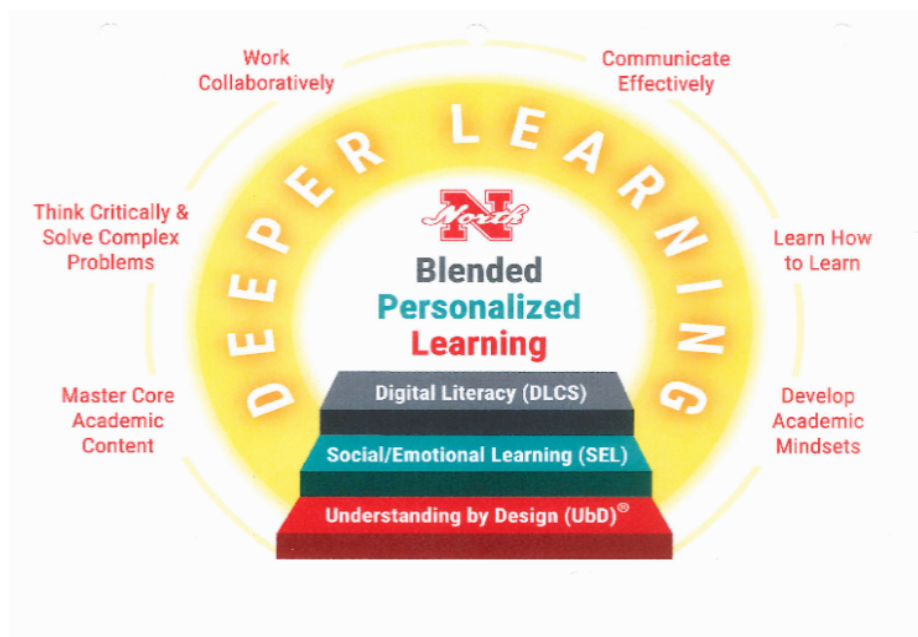 Work
Collaboratively
Communicate
Effectively
DEEPER LEARNING
Think Critically &
Solve Complex
Problems
N
North
Blended
Personalized
Learning
Learn How
to Learn
Master Core
Academic
Content
Digital Literacy (DLCS)
Social/Emotional Learning (SEL)
Understanding by Design (UbD)®
Develop
Academic
Mindsets